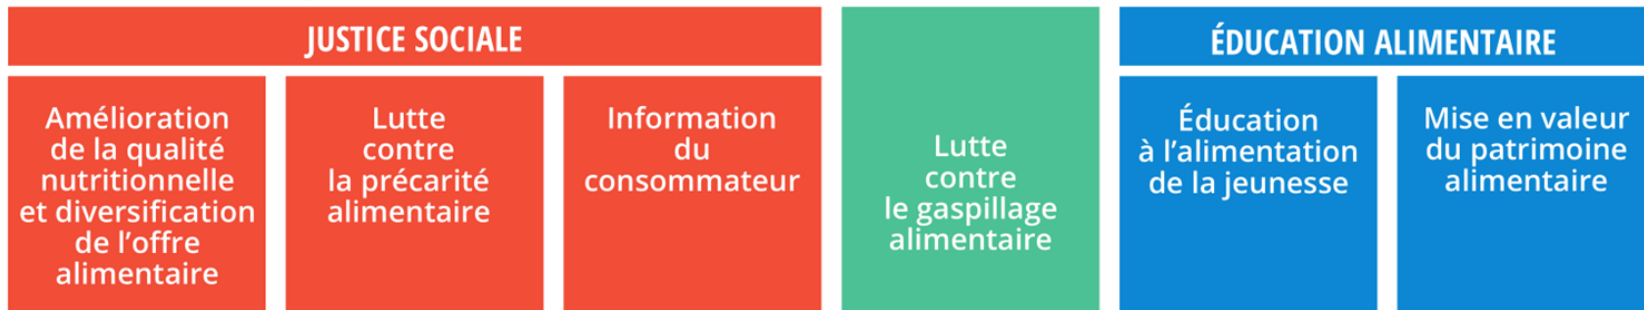 JUSTICE SOCIALE
Amélioration
de la qualité
nutritionnelle
et diversification
de l’offre
alimentaire
Lutte
contre
la précarité
alimentaire
Information
du
consommateur
Lutte
contre
le gaspillage
alimentaire
ÉDUCATION ALIMENTAIRE
Éducation
à l’alimentation
de la jeunesse
Mise en valeur
du patrimoine
alimentaire